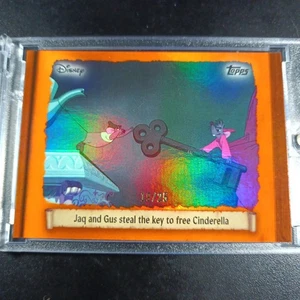 Disney
Topps
Jaq and Gus steal the key to free Cinderella